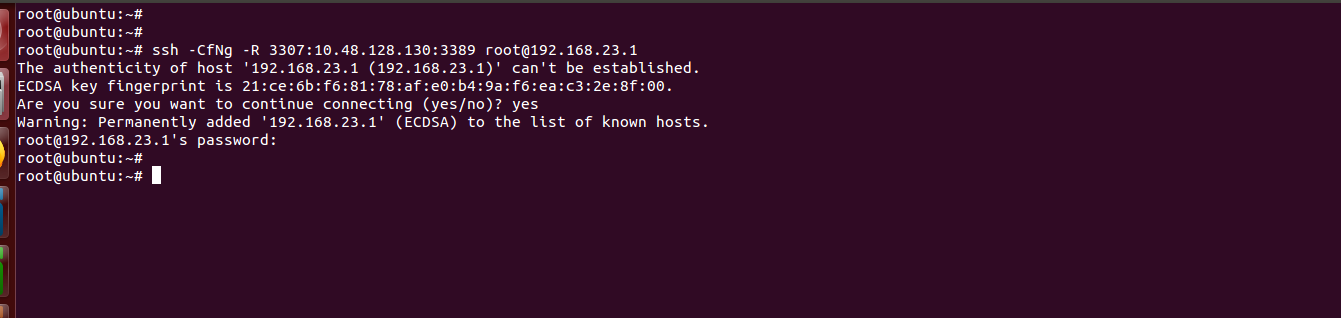 root@ubuntu:~#
root@ubuntu:~#
root@ubuntu:~# ssh -CfNg -R 3307:10.48.128.130:3389 root@192.168.23.1
The authenticity of host '192.168.23.1 (192.168.23.1)' can't be established.
ECDSA key fingerprint is 21:ce:6b:f6:81:78:af:e0:b4:9a:f6:ea:c3:2e:8f:00.
Are you sure you want to continue connecting (yes/no)? yes
Warning: Permanently added '192.168.23.1' (ECDSA) to the list of known hosts.
root@192.168.23.1's password:
root@ubuntu:~#
root@ubuntu:~#